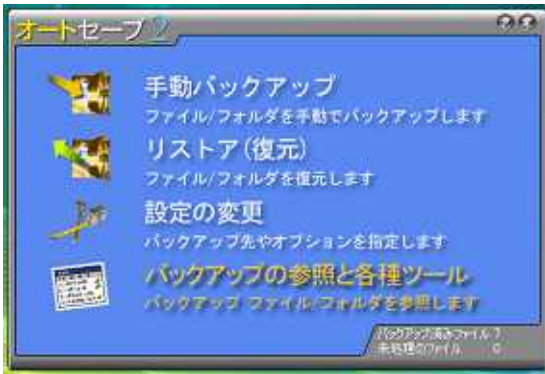 オートセーブ2
手動バックアップ
ファイル/フォルダを手動でバックアップします
リストア(復元)
ファイル/フォルダを復元します
設定の変更
バックアップ先やオプションを指定します
バックアップの参照と各種ツール
バックアップ ファイル/フォルダを参照します
バックアップ済みファイル 7
未処理のファイル 0